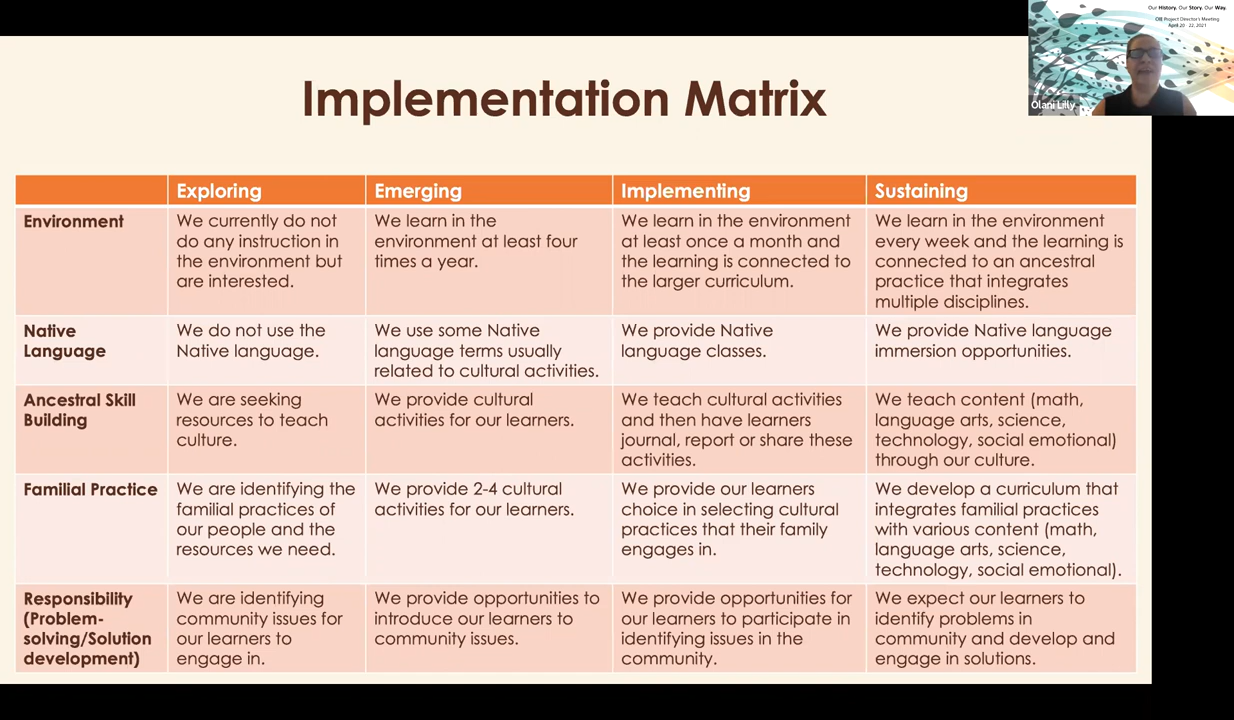 Our History. Our Story. Our Way.
OIE Project Director's Meeting
April 20 22, 2021
Olani Lilly
Implementation Matrix
Exploring
Emerging
Implementing
Sustaining
Environment
We currently do not
do any instruction in
the environment but
are interested.
We learn in the
environment at least four
times a year.
We learn in the environment
at least once a month and
the learning is connected to
the larger curriculum.
We learn in the environment
every week and the learning is
connected to an ancestral
practice that integrates
multiple disciplines.
Native
Language
We do not use the
Native language.
We use some Native
language terms usually
related to cultural activities.
We provide Native
language classes.
We provide Native language
immersion opportunities.
Ancestral Skill
Building
We are seeking
resources to teach
culture.
We provide cultural
activities for our learners.
We teach cultural activities
and then have learners
journal, report or share these
activities.
We teach content (math,
language arts, science,
technology, social emotional)
through our culture.
Familial Practice
We are identifying the
familial practices of
our people and the
resources we need.
We provide 2-4 cultural
activities for our learners.
We provide our learners
choice in selecting cultural
practices that their family
engages in.
We develop a curriculum that
integrates familial practices
with various content (math,
language arts, science,
technology, social emotional).
Responsibility
(Problem-
solving/Solution
development)
We are identifying
community issues for
our learners to
engage in.
We provide opportunities to
introduce our learners to
community issues.
We provide opportunities for
our learners to participate in
identifying issues in the
community.
We expect our learners to
identify problems in
community and develop and
engage in solutions.